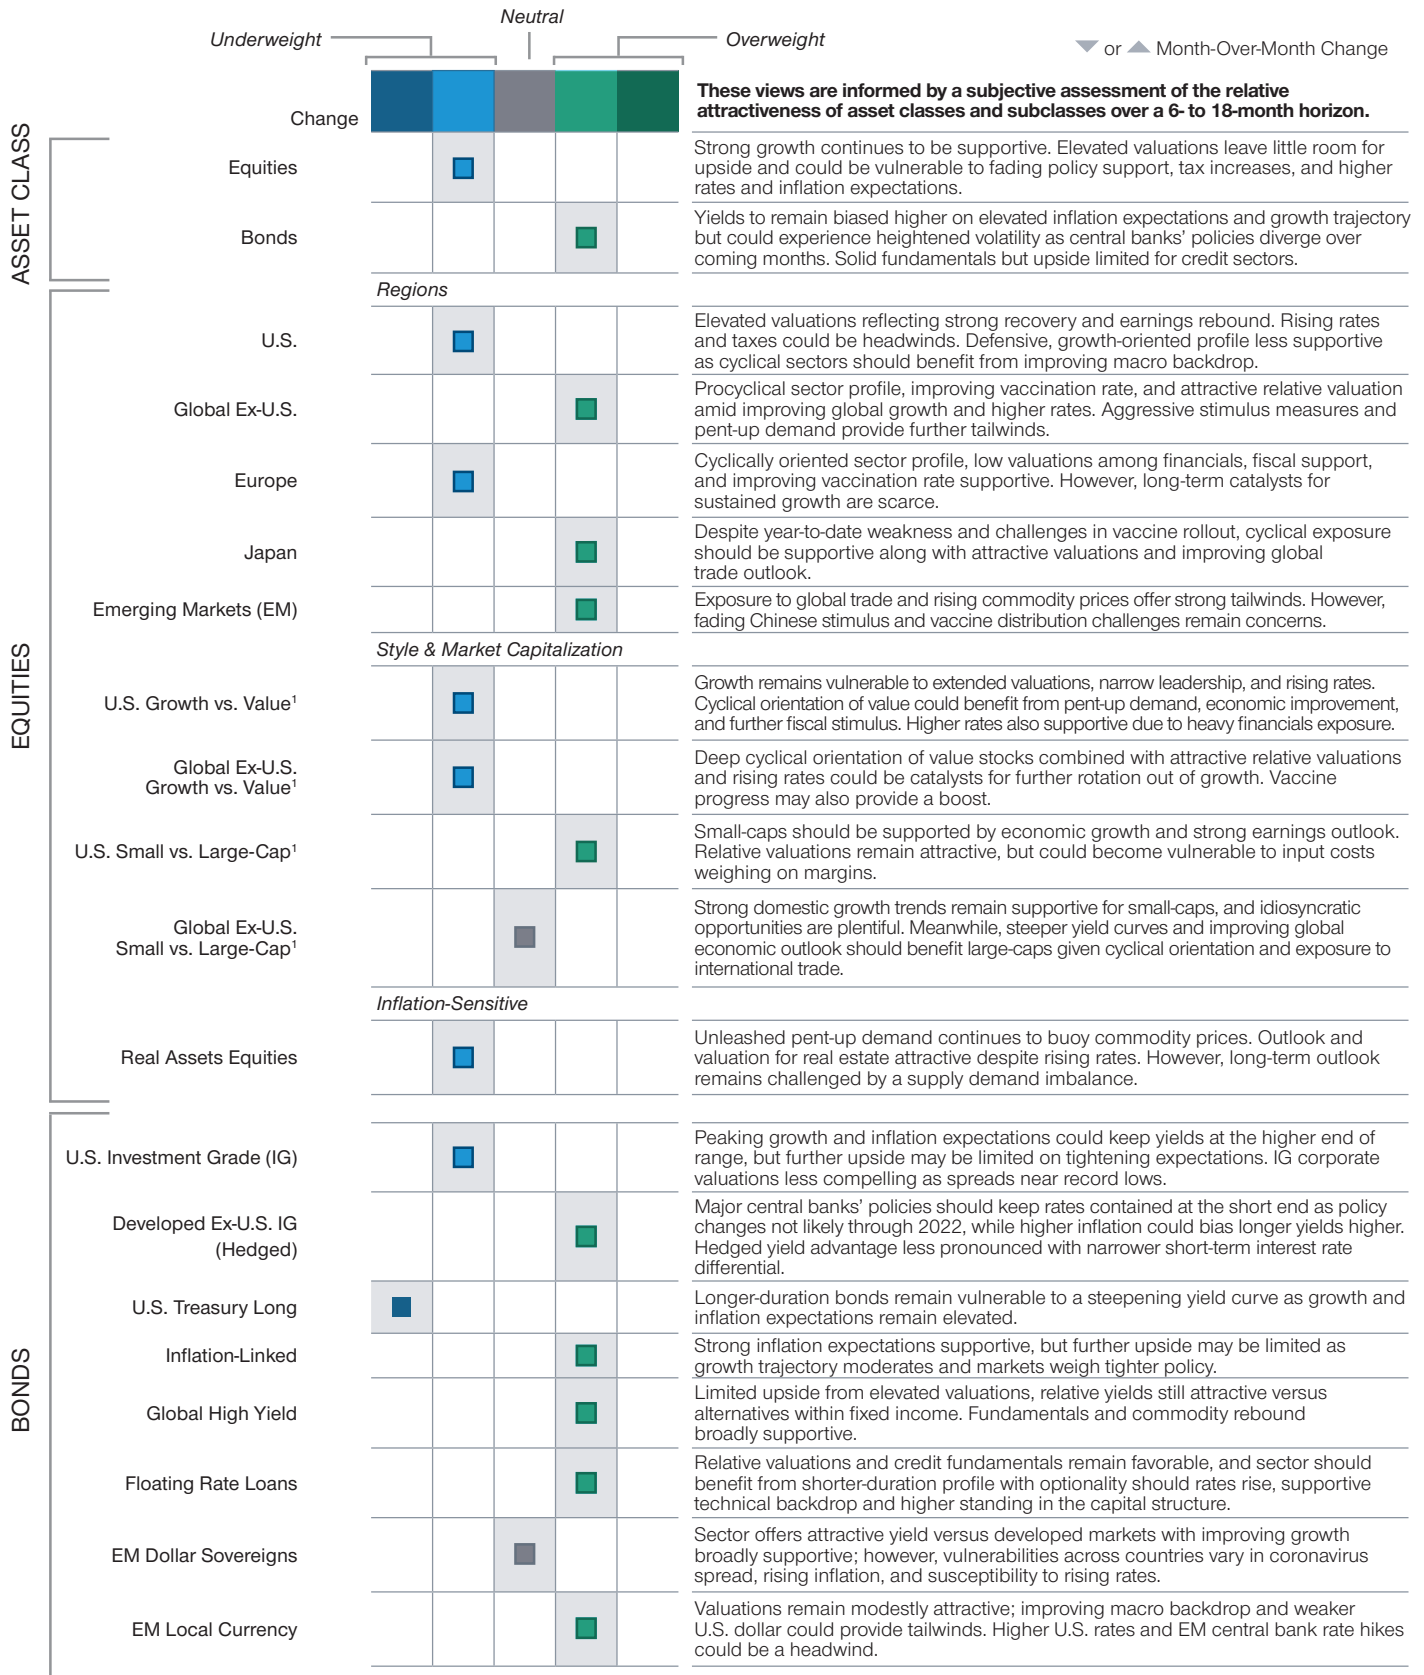 Neutral
Underweight
Overweight
or Month-Over-Month Change
Change
These views are informed by a subjective assessment of the relative
attractiveness of asset classes and subclasses over a 6- to 18-month horizon.
ASSET CLASS
Equities
Strong growth continues to be supportive. Elevated valuations leave little room for
upside and could be vulnerable to fading policy support, tax increases, and higher
rates and inflation expectations.
Bonds
Yields to remain biased higher on elevated inflation expectations and growth trajectory
but could experience heightened volatility as central banks' policies diverge over
coming months. Solid fundamentals but upside limited for credit sectors.
EQUITIES
Regions
U.S.
Elevated valuations reflecting strong recovery and earnings rebound. Rising rates
and taxes could be headwinds. Defensive, growth-oriented profile less supportive
as cyclical sectors should benefit from improving macro backdrop.
Global Ex-U.S.
Procyclical sector profile, improving vaccination rate, and attractive relative valuation
amid improving global growth and higher rates. Aggressive stimulus measures and
pent-up demand provide further tailwinds.
Europe
Cyclically oriented sector profile, low valuations among financials, fiscal support,
and improving vaccination rate supportive. However, long-term catalysts for
sustained growth are scarce.
Japan
Despite year-to-date weakness and challenges in vaccine rollout, cyclical exposure
should be supportive along with attractive valuations and improving global
trade outlook.
Emerging Markets (EM)
Exposure to global trade and rising commodity prices offer strong tailwinds. However,
fading Chinese stimulus and vaccine distribution challenges remain concerns.
Style & Market Capitalization
U.S. Growth vs. Value¹
Growth remains vulnerable to extended valuations, narrow leadership, and rising rates.
Cyclical orientation of value could benefit from pent-up demand, economic improvement,
and further fiscal stimulus. Higher rates also supportive due to heavy financials exposure.
Global Ex-U.S.
Growth vs. Value¹
Deep cyclical orientation of value stocks combined with attractive relative valuations
and rising rates could be catalysts for further rotation out of growth. Vaccine
progress may also provide a boost.
U.S. Small vs. Large-Cap¹
Small-caps should be supported by economic growth and strong earnings outlook.
Relative valuations remain attractive, but could become vulnerable to input costs
weighing on margins.
Global Ex-U.S.
Small vs. Large-Cap¹
Strong domestic growth trends remain supportive for small-caps, and idiosyncratic
opportunities are plentiful. Meanwhile, steeper yield curves and improving global
economic outlook should benefit large-caps given cyclical orientation and exposure to
international trade.
Inflation-Sensitive
Real Assets Equities
Unleashed pent-up demand continues to buoy commodity prices. Outlook and
valuation for real estate attractive despite rising rates. However, long-term outlook
remains challenged by a supply demand imbalance.
BONDS
U.S. Investment Grade (IG)
Peaking growth and inflation expectations could keep yields at the higher end of
range, but further upside may be limited on tightening expectations. IG corporate
valuations less compelling as spreads near record lows.
Developed Ex-U.S. IG
(Hedged)
Major central banks' policies should keep rates contained at the short end as policy
changes not likely through 2022, while higher inflation could bias longer yields higher.
Hedged yield advantage less pronounced with narrower short-term interest rate
differential.
U.S. Treasury Long
Longer-duration bonds remain vulnerable to a steepening yield curve as growth and
inflation expectations remain elevated.
Inflation-Linked
Strong inflation expectations supportive, but further upside may be limited as
growth trajectory moderates and markets weigh tighter policy.
Global High Yield
Limited upside from elevated valuations, relative yields still attractive versus
alternatives within fixed income. Fundamentals and commodity rebound
broadly supportive.
Floating Rate Loans
Relative valuations and credit fundamentals remain favorable, and sector should
benefit from shorter-duration profile with optionality should rates rise, supportive
technical backdrop and higher standing in the capital structure.
EM Dollar Sovereigns
Sector offers attractive yield versus developed markets with improving growth
broadly supportive; however, vulnerabilities across countries vary in coronavirus
spread, rising inflation, and susceptibility to rising rates.
EM Local Currency
Valuations remain modestly attractive; improving macro backdrop and weaker
U.S. dollar could provide tailwinds. Higher U.S. rates and EM central bank rate hikes
could be a headwind.